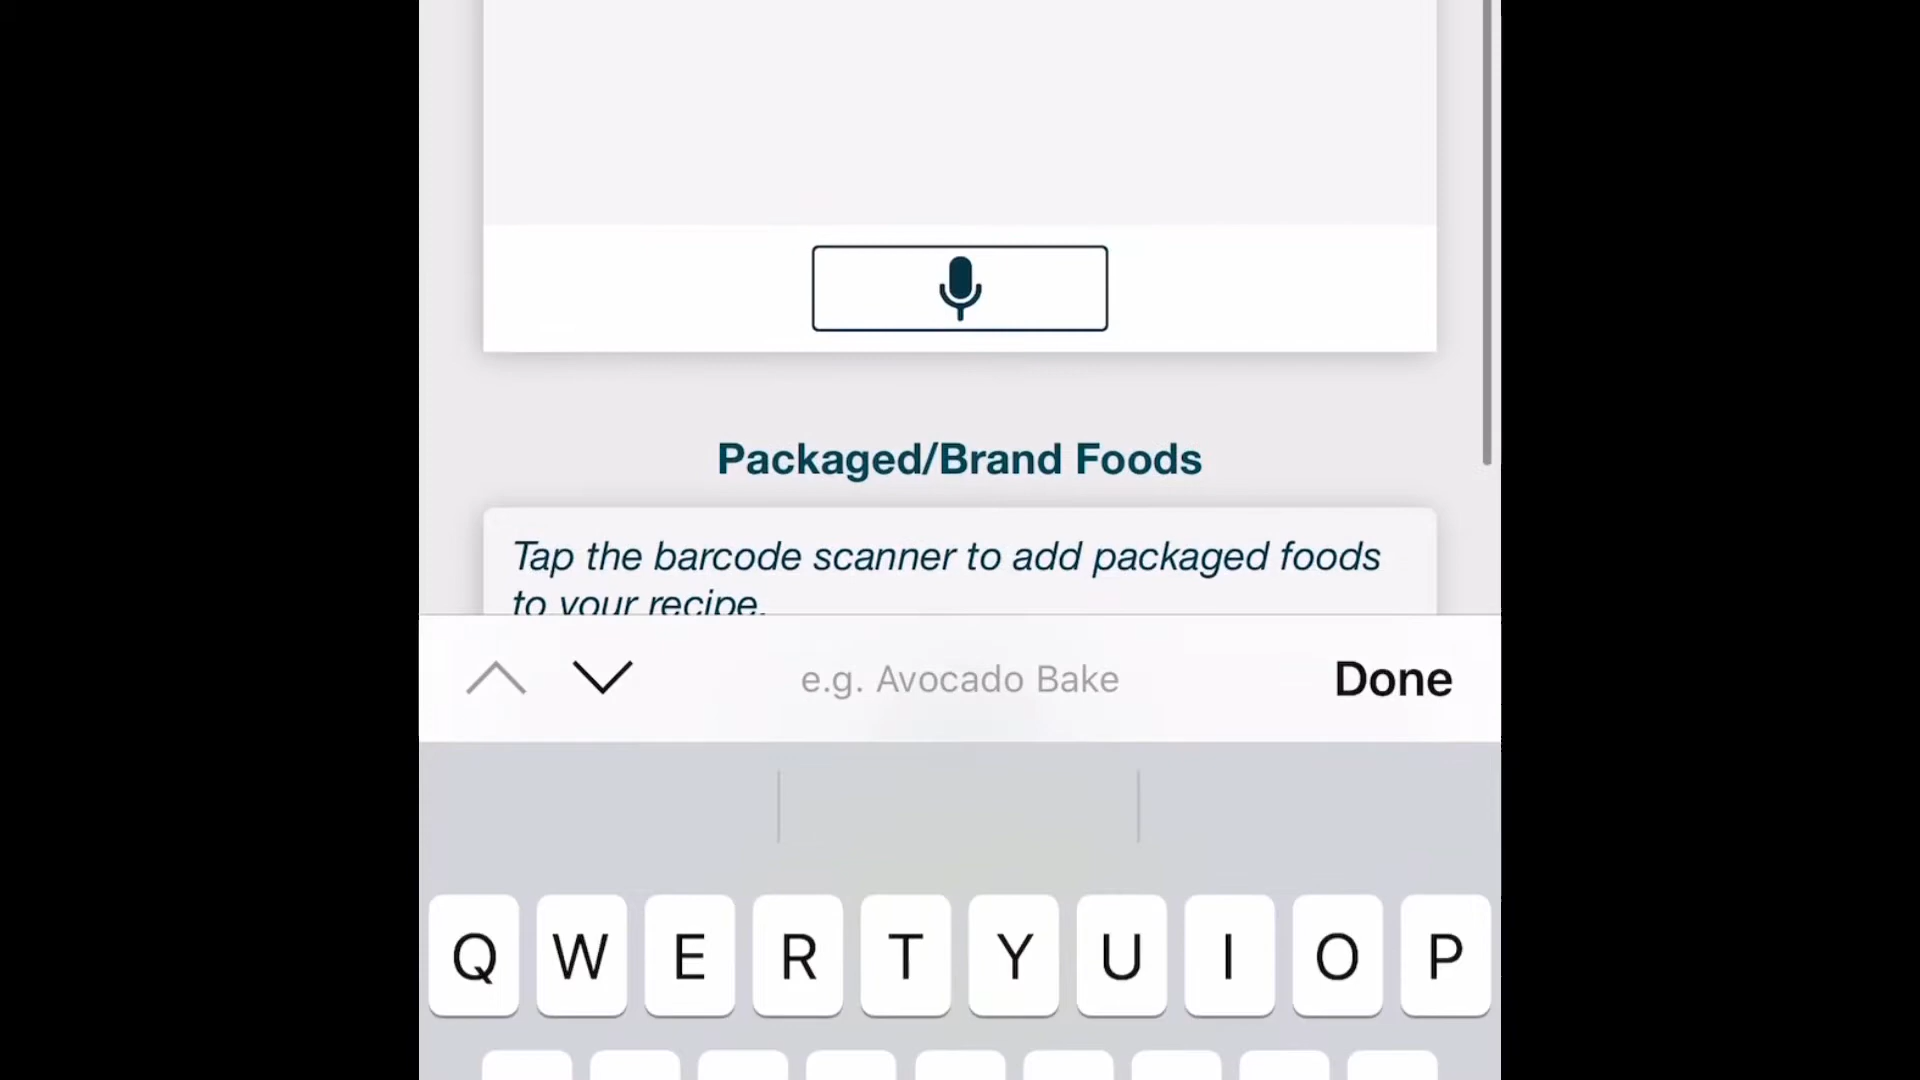 Packaged/Brand Foods
Tap the barcode scanner to add packaged foods
to your recipe.
e.g. Avocado Bake
Done
Q W E R T Y U I O P